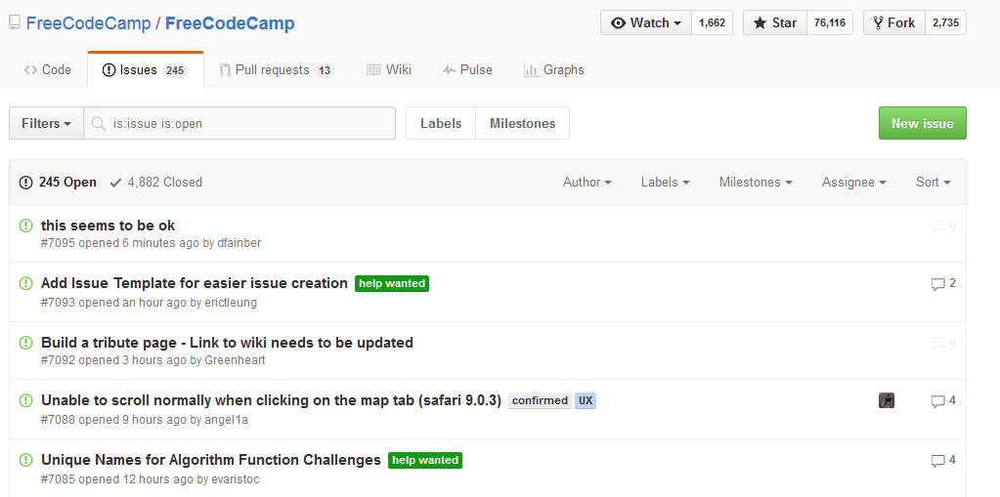 FreeCodeCamp / FreeCodeCamp Watch 1,662 Star 76,116 Fork 2,735
Code Issues 245 Pull requests 13 Wiki Pulse Graphs
Filters is:issue is:open Labels Milestones New issue
245 Open 4,882 Closed Author Labels Milestones Assignee Sort
this seems to be ok 0
#7095 opened 6 minutes ago by dfainber
Add Issue Template for easier issue creation help wanted 2
#7093 opened an hour ago by erictleung
Build a tribute page - Link to wiki needs to be updated 0
#7092 opened 3 hours ago by Greenheart
Unable to scroll normally when clicking on the map tab (safari 9.0.3) confirmed UX 4
#7088 opened 9 hours ago by angel1a
Unique Names for Algorithm Function Challenges help wanted 4
#7085 opened 12 hours ago by evaristoc